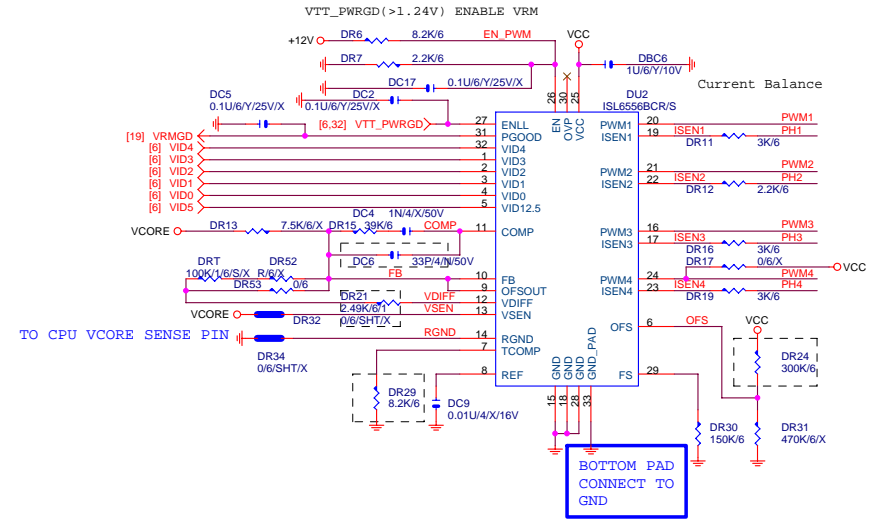 VTT_PWRGD(>1.24V) ENABLE VRM
+12V
DR6
8.2K/6
EN_PWM
VCC
DR7
2.2K/6
DBC6
1U/6/Y/10V
DC17
0.1U/6/Y/25V/X
Current Balance
DC5
0.1U/6/Y/25V/X
DC2
0.1U/6/Y/25V/X
DU2
ISL6556BCR/S
26
30
25
EN
OVP
VCC
[6,32] VTT_PWRGD
27
ENLL
[19] VRMGD
31
PGOOD
[6] VID4
32
VID4
[6] VID3
1
VID3
[6] VID2
2
VID2
[6] VID1
3
VID1
[6] VID0
4
VID0
[6] VID5
5
VID12.5
PWM1
20
PWM1
ISEN1
19
ISEN1
DR11
3K/6
PH1
PWM2
21
PWM2
ISEN2
22
ISEN2
DR12
2.2K/6
PH2
PWM3
16
PWM3
ISEN3
17
ISEN3
DR16
3K/6
PH3
DR17
0/6/X
VCC
PWM4
24
PWM4
ISEN4
23
ISEN4
DR19
3K/6
PH4
VCORE
DR13
7.5K/6/X
DR15
39K/6
DC4
1N/4/X/50V
COMP
11
COMP
DC6
33P/4/N/50V
DRT
100K/1/6/S/X
DR52
R/6/X
FB
10
FB
DR53
0/6
9
OFSOUT
DR21
2.49K/6/1
VDIFF
12
VDIFF
VCORE
DR32
0/6/SHT/X
VSEN
13
VSEN
TO CPU VCORE SENSE PIN
DR34
0/6/SHT/X
RGND
14
RGND
7
TCOMP
8
REF
DR29
8.2K/6
DC9
0.01U/4/X/16V
OFS
6
OFS
VCC
DR24
300K/6
FS
29
DR30
150K/6
DR31
470K/6/X
GND
GND
GND
GND_PAD
15
18
28
33
BOTTOM PAD
CONNECT TO
GND